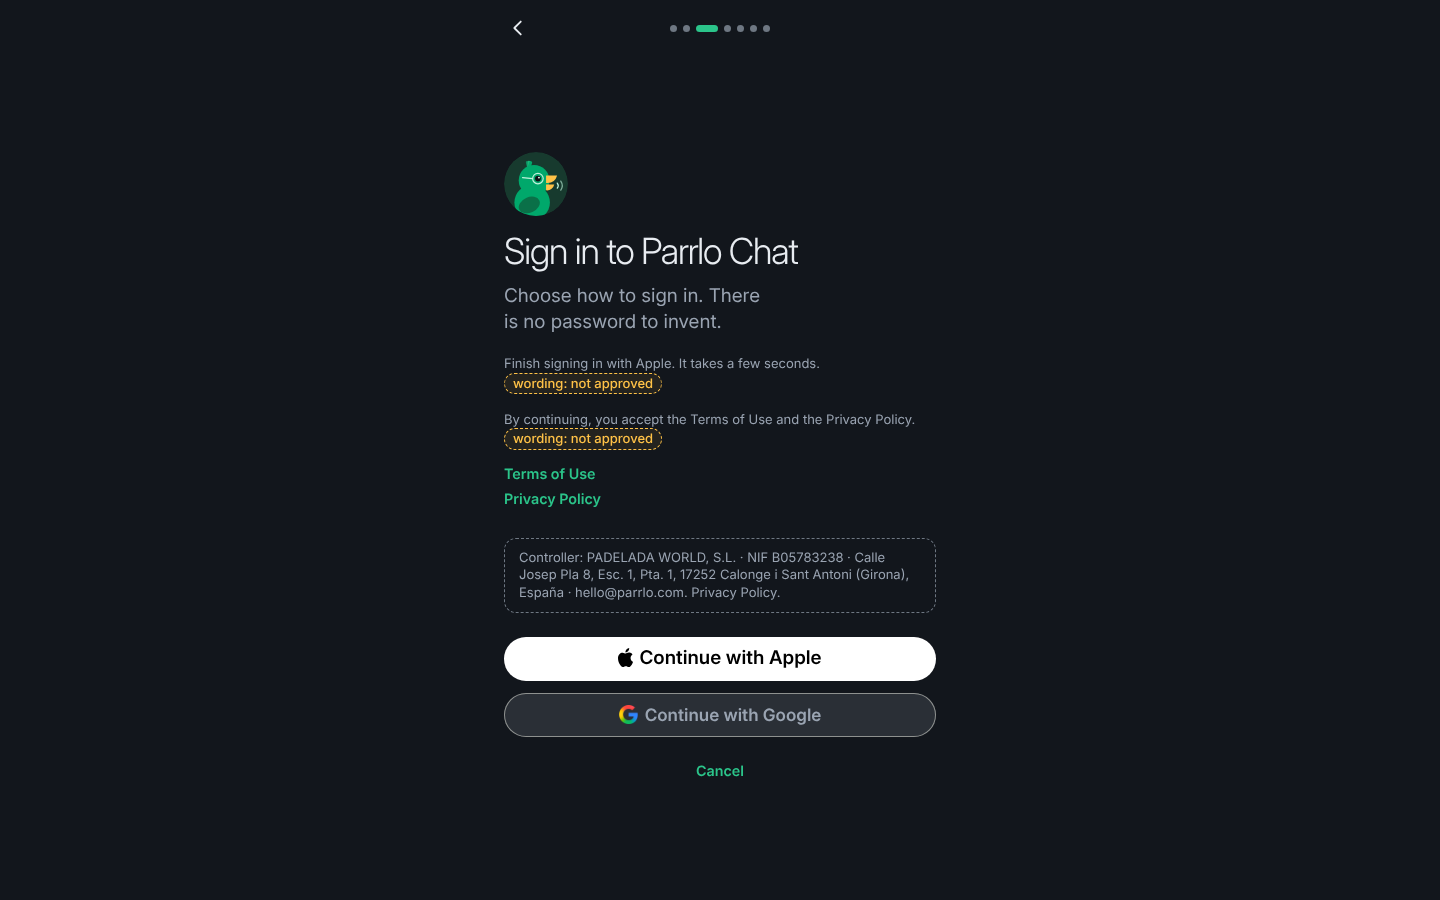 Sign in to Parrlo Chat
Choose how to sign in. There
is no password to invent.
Finish signing in with Apple. It takes a few seconds.
wording: not approved
By continuing, you accept the Terms of Use and the Privacy Policy.
wording: not approved
Terms of Use
Privacy Policy
Controller: PADELADA WORLD, S.L. · NIF B05783238 · Calle
Josep Pla 8, Esc. 1, Pta. 1, 17252 Calonge i Sant Antoni (Girona),
España · hello@parrlo.com. Privacy Policy.
Continue with Apple
Continue with Google
Cancel